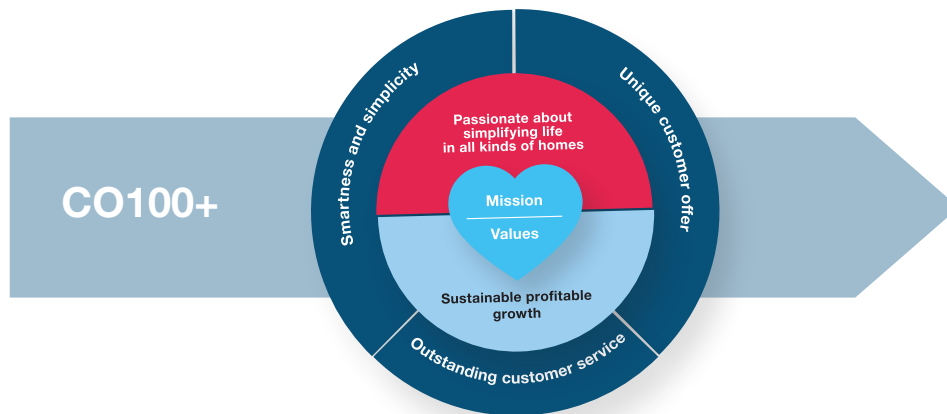 CO100+
Smartness and simplicity
Unique customer offer
Passionate about
simplifying life
in all kinds of homes
Mission
Values
Sustainable profitable
growth
Outstanding customer service